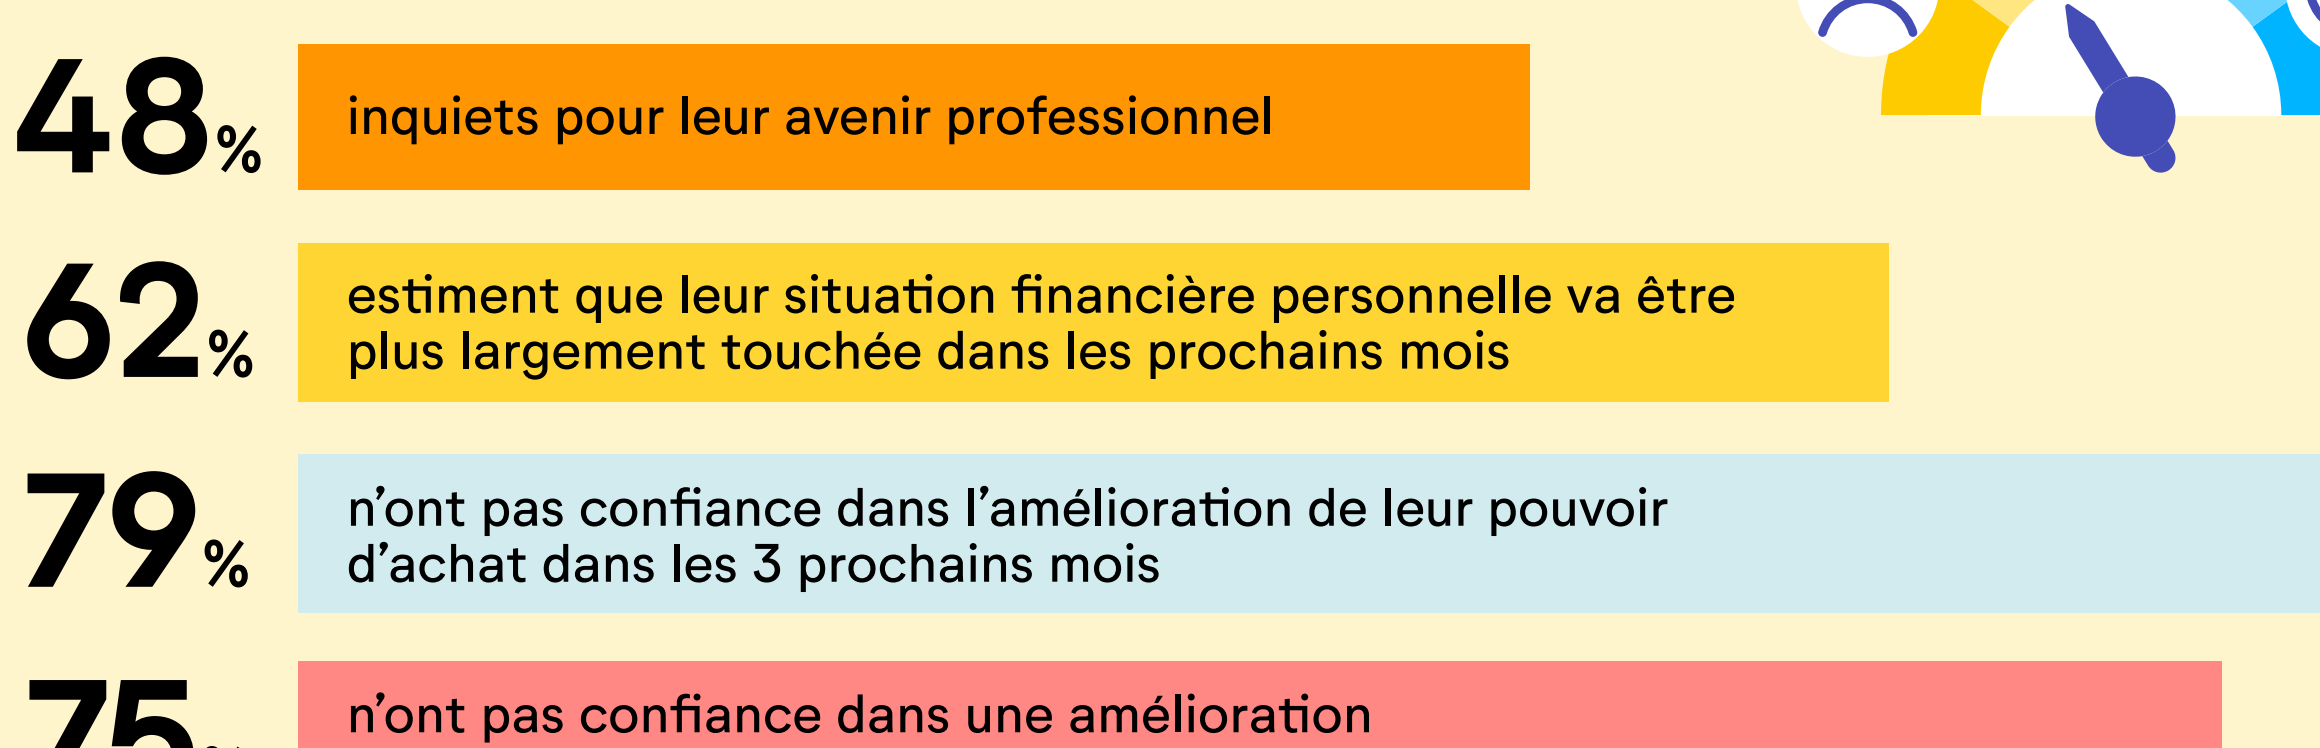 48%
inquiets pour leur avenir professionnel
62%
estiment que leur situation financière personnelle va être
plus largement touchée dans les prochains mois
79%
n’ont pas confiance dans l’amélioration de leur pouvoir
d’achat dans les 3 prochains mois
75%
n’ont pas confiance dans une amélioration